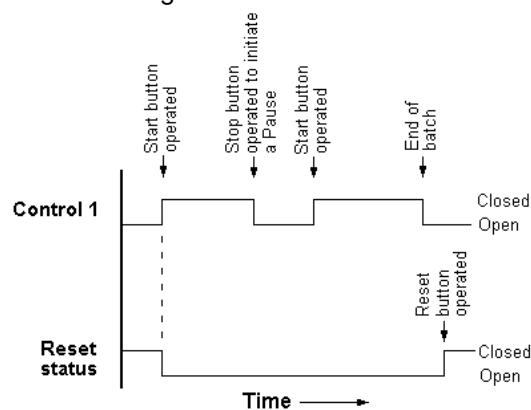 Start button
operated
Stop button
operated to initiate
a Pause
Start button
operated
End of
batch
Control 1
Closed
Open
Reset
button
operated
Reset
status
Closed
Open
Time